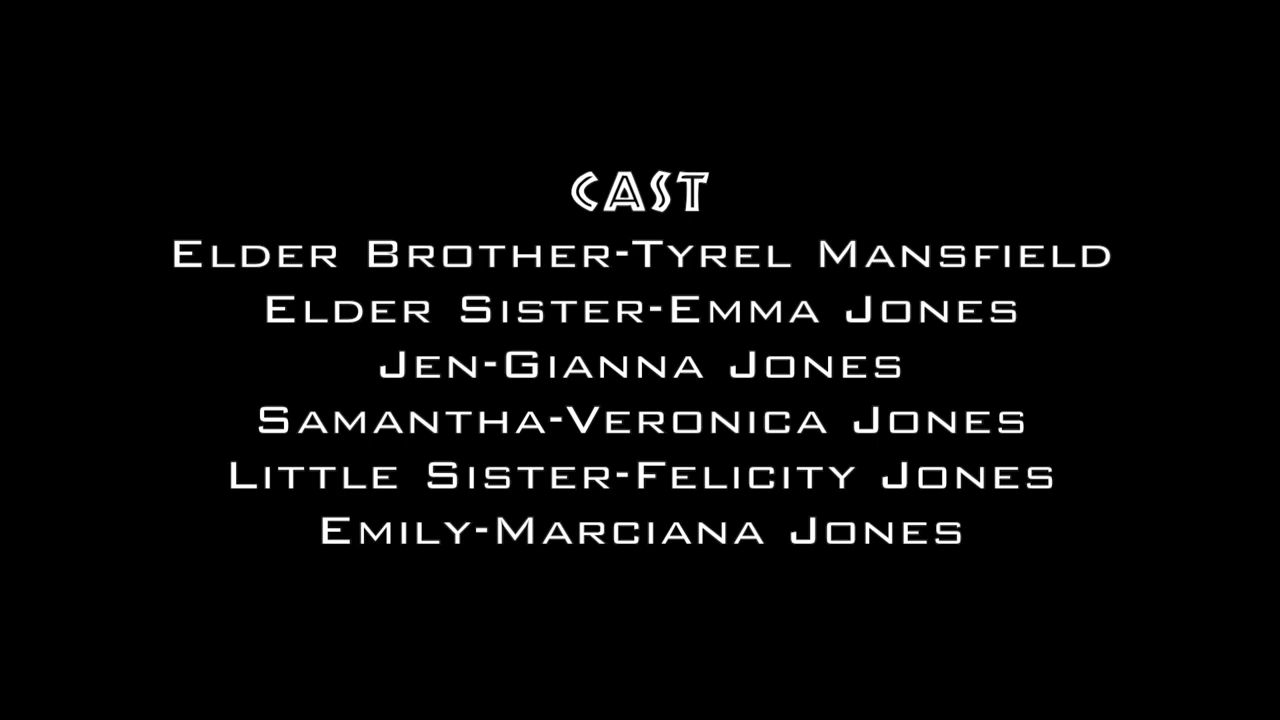 CAST
ELDER BROTHER-TYREL MANSFIELD
ELDER SISTER-EMMA JONES
JEN-GIANNA JONES
SAMANTHA-VERONICA JONES
LITTLE SISTER-FELICITY JONES
EMILY-MARCIANA JONES